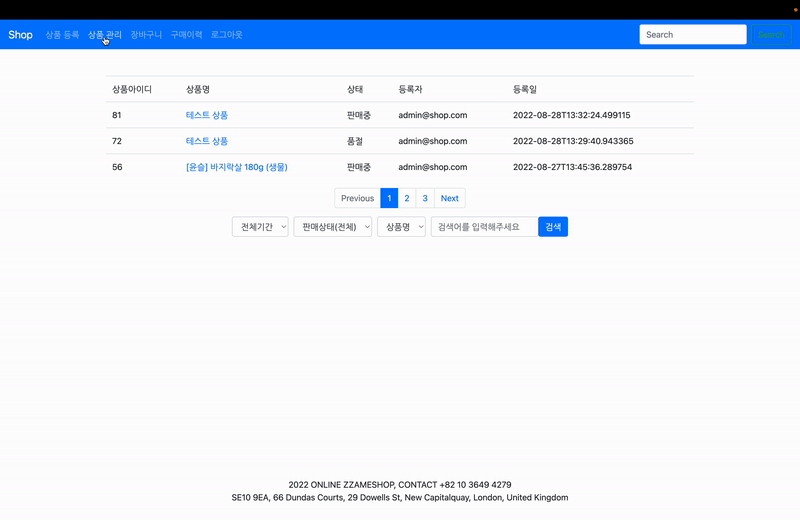 Shop 상품 등록 상품 관리 장바구니 구매이력 로그아웃 Search Search
상품아이디 상품명 상태 등록자 등록일
81 테스트 상품 판매중 admin@shop.com 2022-08-28T13:32:24.499115
72 테스트 상품 품절 admin@shop.com 2022-08-28T13:29:40.943365
56 [윤슬] 바지락살 180g (생물) 판매중 admin@shop.com 2022-08-27T13:45:36.289754
Previous 1 2 3 Next
전체기간 판매상태(전체) 상품명 검색어를 입력해주세요 검색
2022 ONLINE ZZAMESHOP, CONTACT +82 10 3649 4279
SE10 9EA, 66 Dundas Courts, 29 Dowells St, New Capitalquay, London, United Kingdom